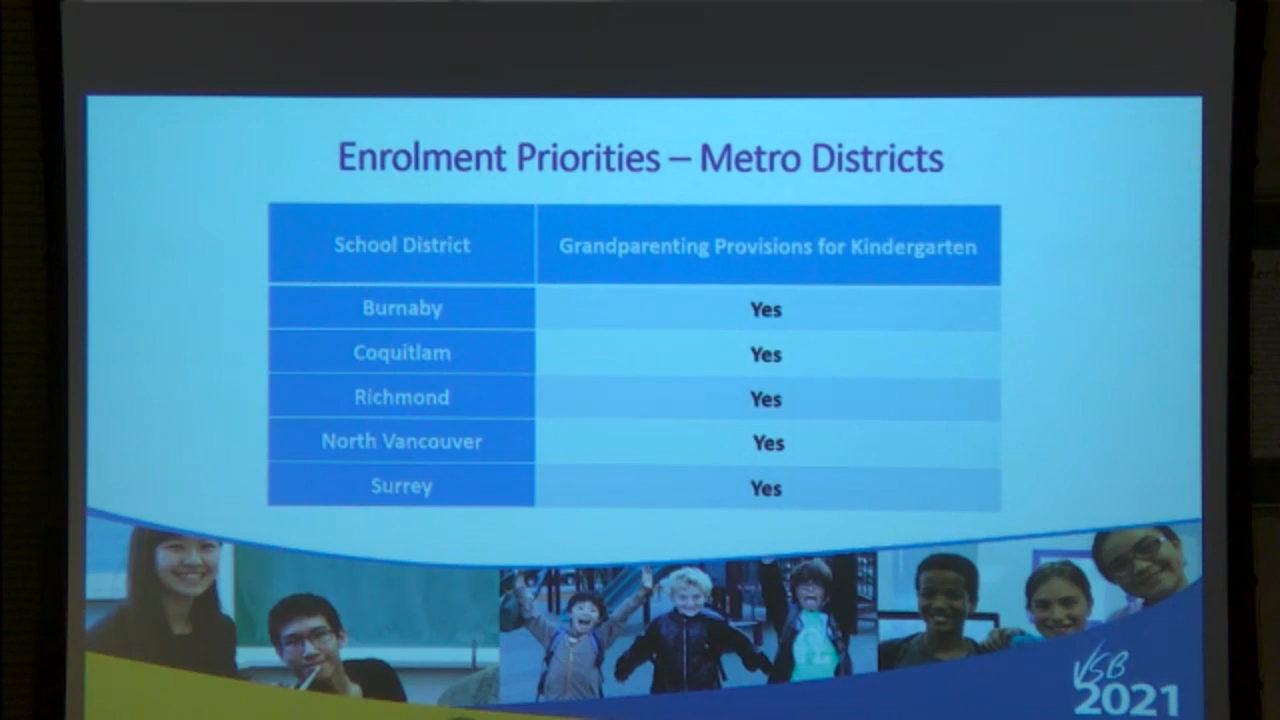 Enrolment Priorities – Metro Districts
School District Grandparenting Provisions for Kindergarten
Burnaby Yes
Coquitlam Yes
Richmond Yes
North Vancouver Yes
Surrey Yes
VSB
2021